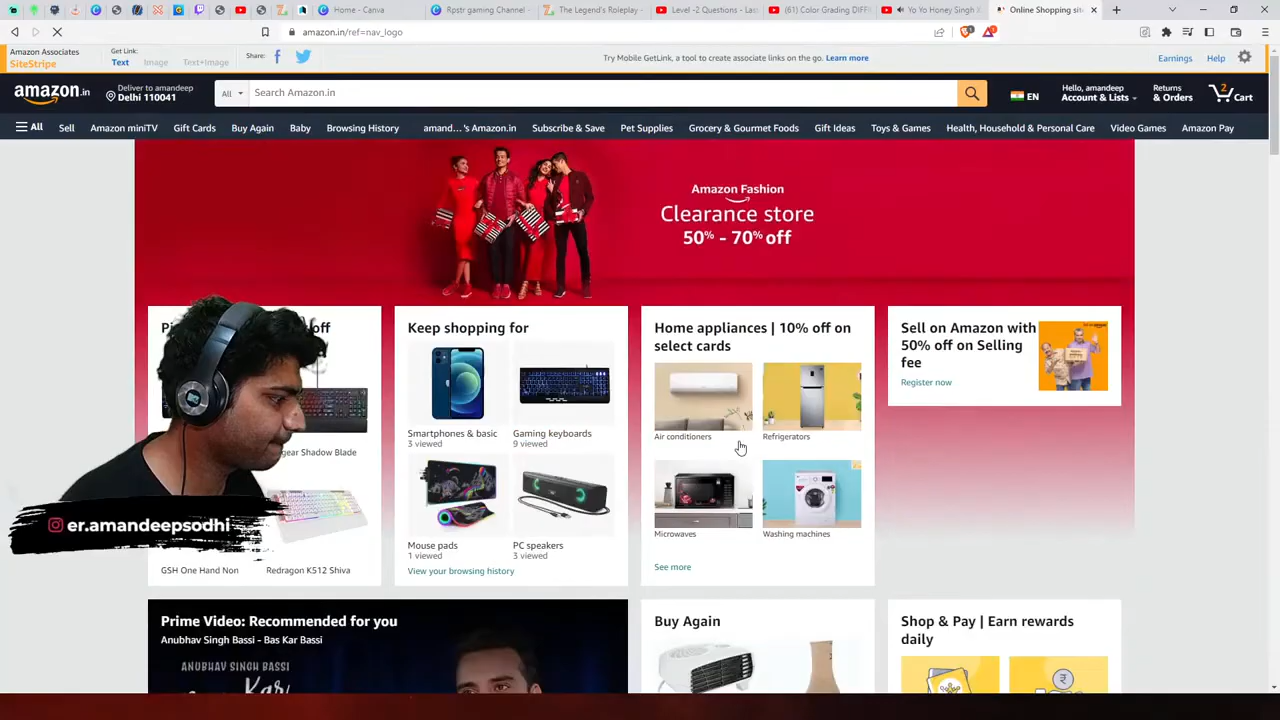 Home - Canva
Rpstr gaming Channel -
The Legend's Roleplay -
Level -2 Questions - Las
(61) Color Grading DIF
Yo Yo Honey Singh X
Online Shopping sit
amazon.in/ref=nav_logo
Amazon Associates
SiteStripe
Get Link:
Text
Image
Text+Image
Share:
Try Mobile GetLink, a tool to create associate links on the go. Learn more
Earnings
Help
amazon.in
Deliver to amandeep
Delhi 110041
All
Search Amazon.in
EN
Hello, amandeep
Account & Lists
Returns
& Orders
2
Cart
All
Sell
Amazon miniTV
Gift Cards
Buy Again
Baby
Browsing History
amand... 's Amazon.in
Subscribe & Save
Pet Supplies
Grocery & Gourmet Foods
Gift Ideas
Toys & Games
Health, Household & Personal Care
Video Games
Amazon Pay
Amazon Fashion
Clearance store
50% - 70% off
off
gear Shadow Blade
GSH One Hand Non
Redragon K512 Shiva
Keep shopping for
Smartphones & basic
3 viewed
Gaming keyboards
9 viewed
Mouse pads
1 viewed
PC speakers
3 viewed
View your browsing history
Home appliances | 10% off on
select cards
Air conditioners
Refrigerators
Microwaves
Washing machines
See more
Sell on Amazon with
50% off on Selling
fee
Register now
er.amandeepsodhi
Prime Video: Recommended for you
Anubhav Singh Bassi - Bas Kar Bassi
ANUBHAV SINGH BASSI
Buy Again
Shop & Pay | Earn rewards
daily